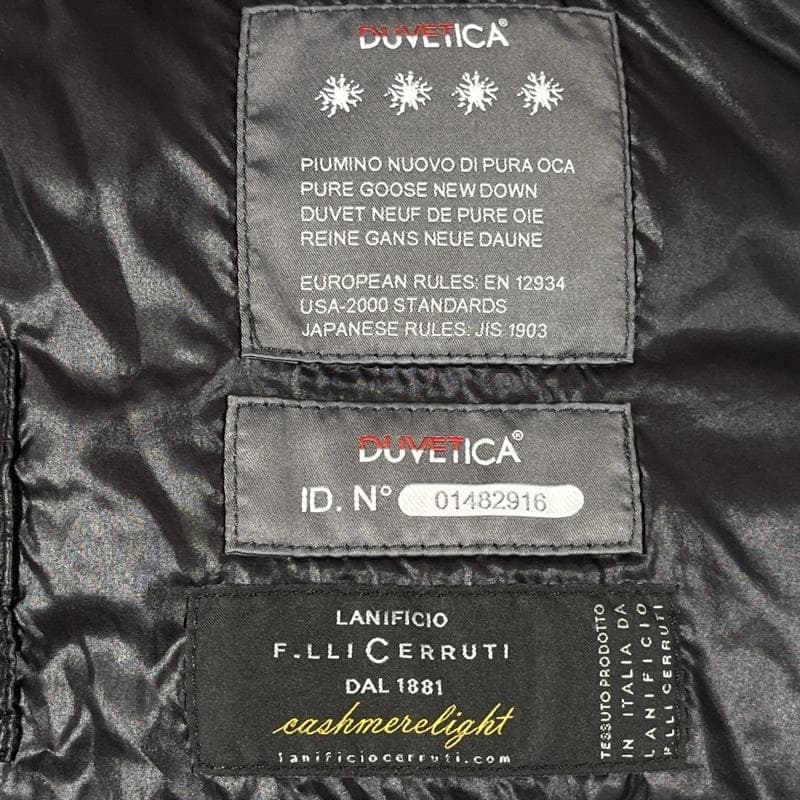 DUVETICA®
PIUMINO NUOVO DI PURA OCA
PURE GOOSE NEW DOWN
DUVET NEUF DE PURE OIE
REINE GANS NEUE DAUNE
EUROPEAN RULES: EN 12934
USA-2000 STANDARDS
JAPANESE RULES: JIS 1903
DUVETICA®
ID. N° 01482916
LANIFICIO
F.LLI CERRUTI
DAL 1881
cashmerelight
lanificiocerruti.com
TESSUTO PRODOTTO
IN ITALIA DA
LANIFICIO
F.LLI CERRUTI